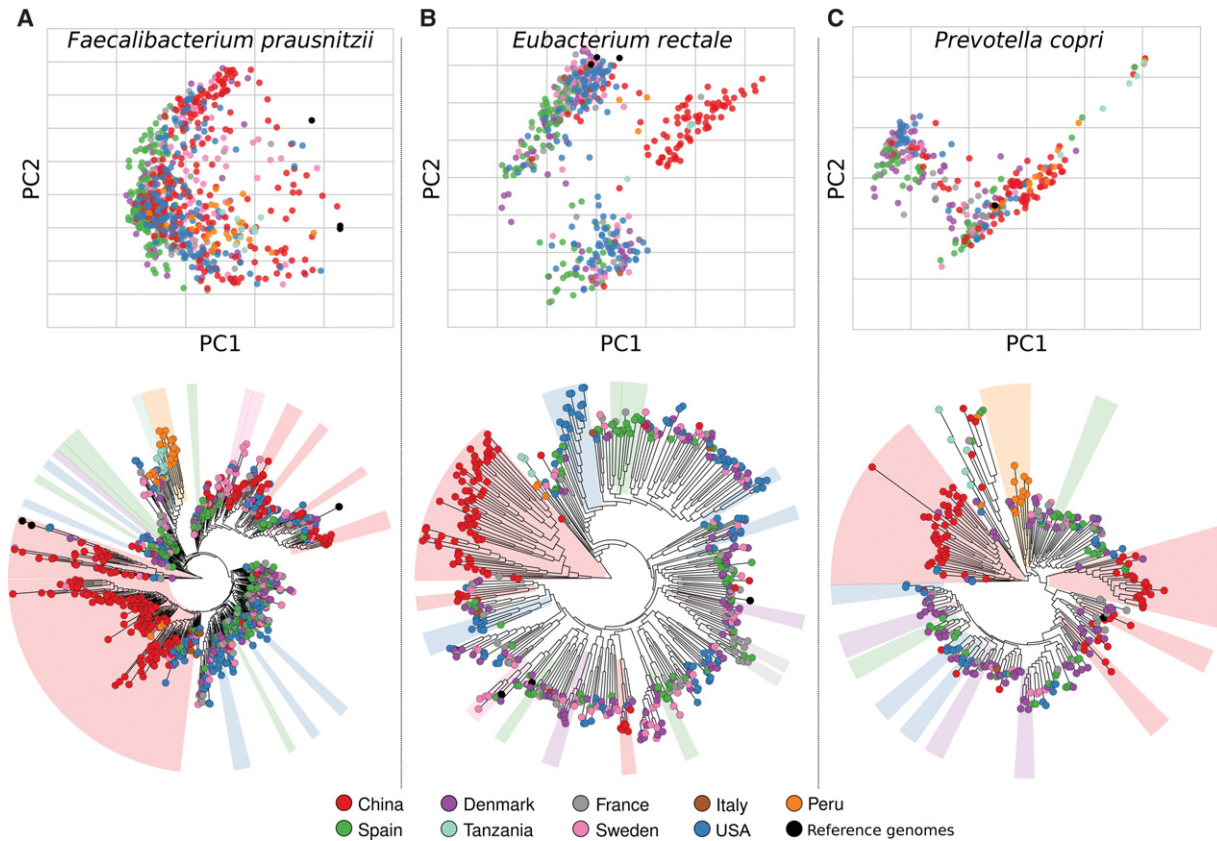 A
Faecalibacterium prausnitzii
PC2
PC1
B
Eubacterium rectale
PC2
PC1
C
Prevotella copri
PC2
PC1
China
Denmark
France
Italy
Peru
Spain
Tanzania
Sweden
USA
Reference genomes